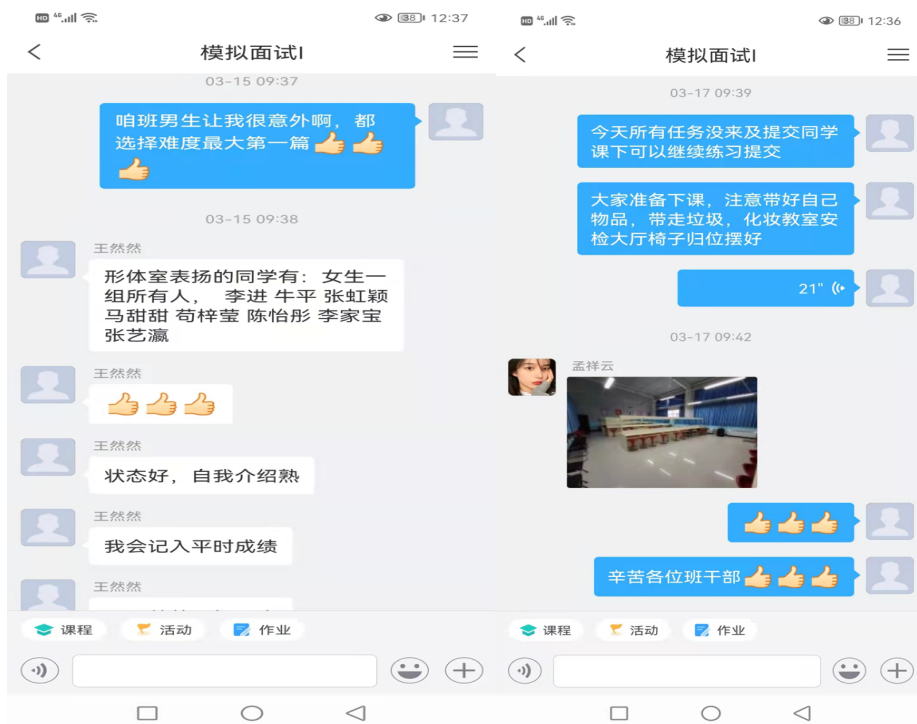 HD 4G 38 12:37
模拟面试I
03-15 09:37
咱班男生让我很意外啊，都
选择难度最大第一篇👍👍
👍
03-15 09:38
王然然
形体室表扬的同学有：女生一
组所有人， 李进 牛平 张虹颖
马甜甜 苟梓莹 陈怡彤 李家宝
张艺瀛
王然然
👍👍👍
王然然
状态好，自我介绍熟
王然然
我会记入平时成绩
王然然
课程 活动 作业
HD 4G 38 12:36
模拟面试I
03-17 09:39
今天所有任务没来及提交同学
课下可以继续练习提交
大家准备下课，注意带好自己
物品，带走垃圾，化妆教室安
检大厅椅子归位摆好
21"
03-17 09:42
孟祥云
👍👍👍
辛苦各位班干部👍👍👍
课程 活动 作业